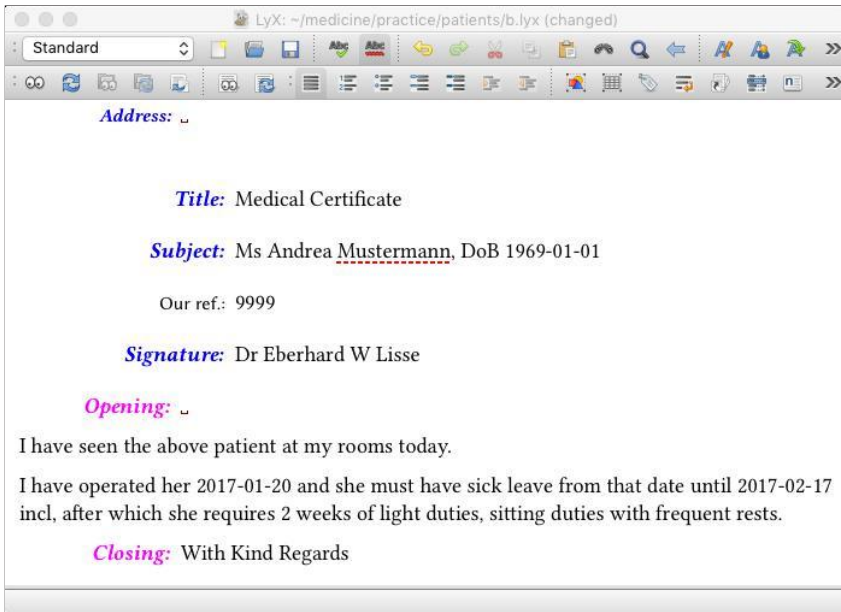 LyX: ~/medicine/practice/patients/b.lyx (changed)
Standard
Address: ␣
Title: Medical Certificate
Subject: Ms Andrea Mustermann, DoB 1969-01-01
Our ref.: 9999
Signature: Dr Eberhard W Lisse
Opening: ␣
I have seen the above patient at my rooms today.
I have operated her 2017-01-20 and she must have sick leave from that date until 2017-02-17
incl, after which she requires 2 weeks of light duties, sitting duties with frequent rests.
Closing: With Kind Regards